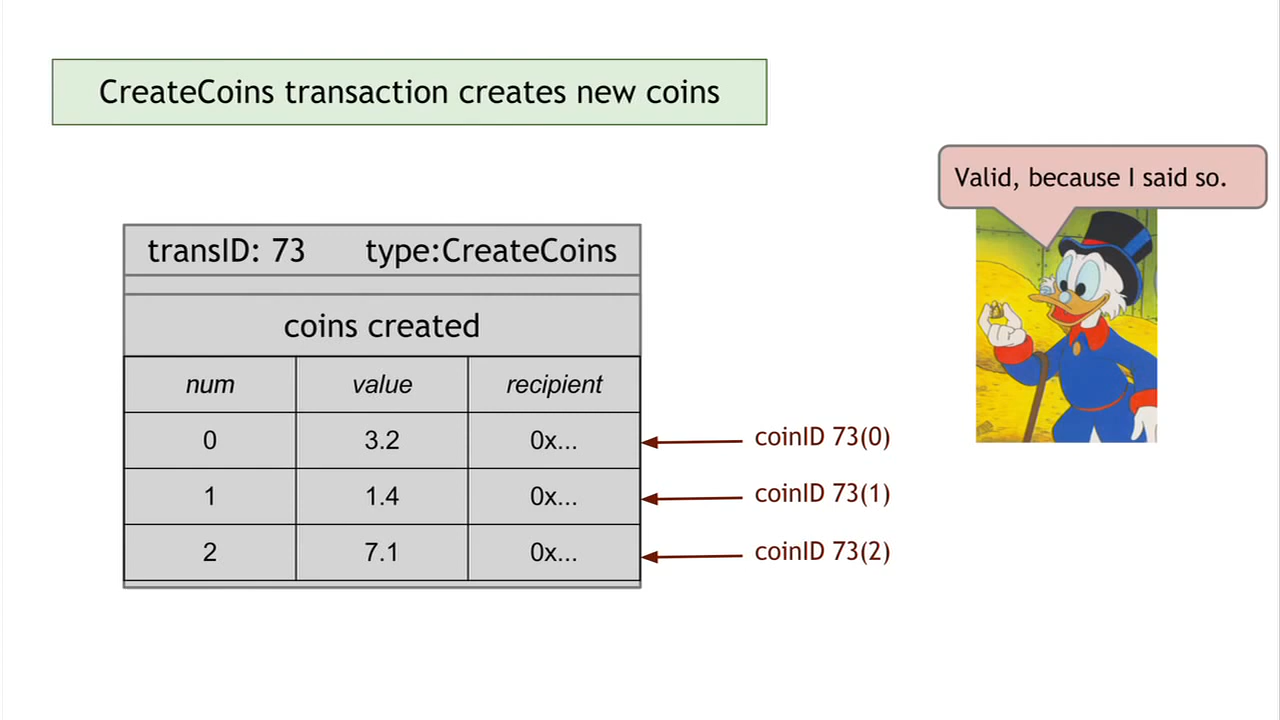 CreateCoins transaction creates new coins
Valid, because I said so.
transID: 73 type:CreateCoins
coins created
num value recipient
0 3.2 0x... coinID 73(0)
1 1.4 0x... coinID 73(1)
2 7.1 0x... coinID 73(2)